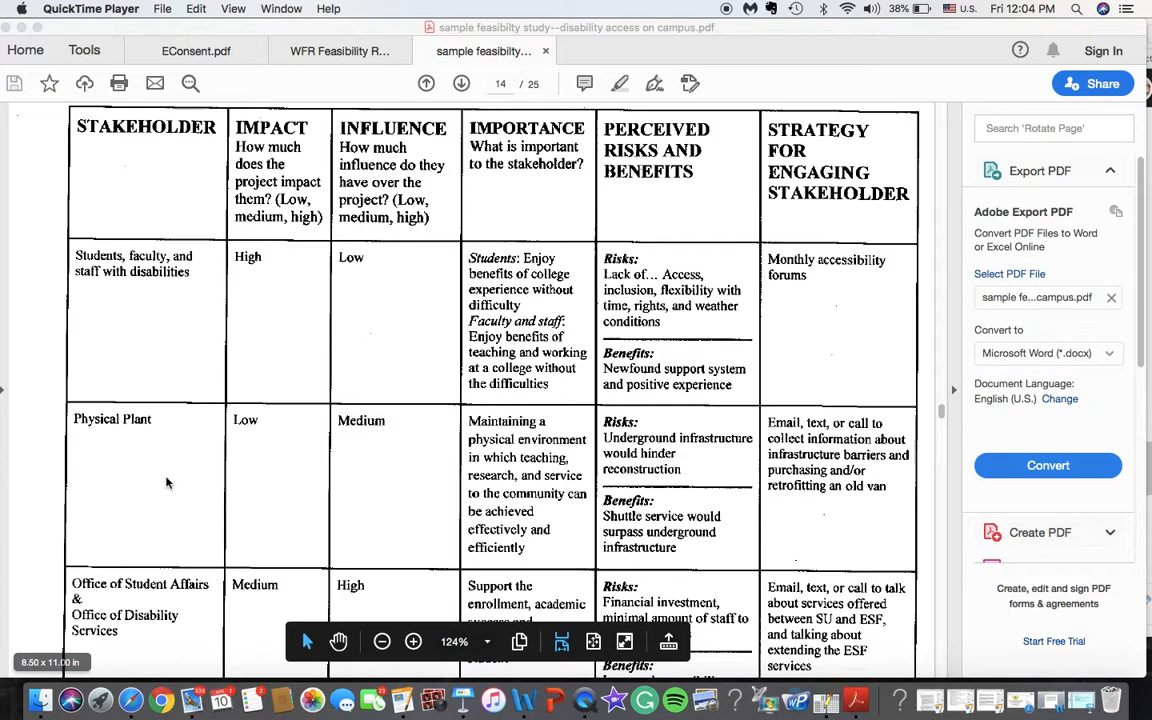 QuickTime Player File Edit View Window Help 38% U.S. Fri 12:04 PM
sample feasibilty study--disability access on campus.pdf
Home Tools EConsent.pdf WFR Feasibility R... sample feasibilty... × Sign In
14 / 25 Share
STAKEHOLDER
IMPACT
How much
does the
project impact
them? (Low,
medium, high)
INFLUENCE
How much
influence do they
have over the
project? (Low,
medium, high)
IMPORTANCE
What is important
to the stakeholder?
PERCEIVED
RISKS AND
BENEFITS
STRATEGY
FOR
ENGAGING
STAKEHOLDER
Students, faculty, and
staff with disabilities
High
Low
Students: Enjoy
benefits of college
experience without
difficulty
Faculty and staff:
Enjoy benefits of
teaching and working
at a college without
the difficulties
Risks:
Lack of... Access,
inclusion, flexibility with
time, rights, and weather
conditions
Benefits:
Newfound support system
and positive experience
Monthly accessibility
forums
Physical Plant
Low
Medium
Maintaining a
physical environment
in which teaching,
research, and service
to the community can
be achieved
effectively and
efficiently
Risks:
Underground infrastructure
would hinder
reconstruction
Benefits:
Shuttle service would
surpass underground
infrastructure
Email, text, or call to
collect information about
infrastructure barriers and
purchasing and/or
retrofitting an old van
Office of Student Affairs
&
Office of Disability
Services
Medium
High
Support the
enrollment, academic
Risks:
Financial investment,
minimal amount of staff to
Benefits:
Email, text, or call to talk
about services offered
between SU and ESF,
and talking about
extending the ESF
services
124%
8.50 x 11.00 in
Search 'Rotate Page'
Export PDF
Adobe Export PDF
Convert PDF Files to Word
or Excel Online
Select PDF File
sample fe...campus.pdf
Convert to
Microsoft Word (*.docx)
Document Language:
English (U.S.) Change
Convert
Create PDF
Create, edit and sign PDF
forms & agreements
Start Free Trial